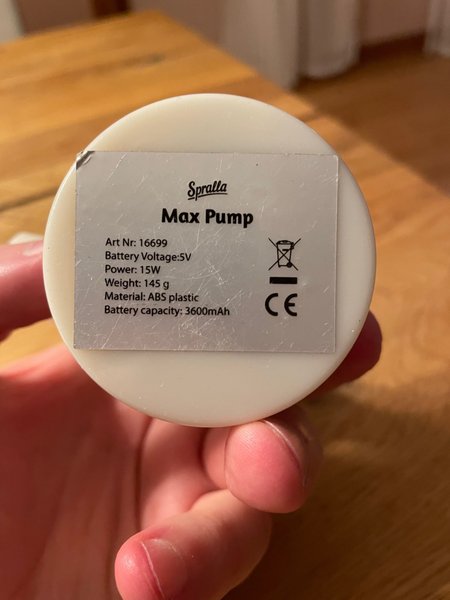 Spralla
Max Pump
Art Nr: 16699
Battery Voltage:5V
Power: 15W
Weight: 145 g
Material: ABS plastic
Battery capacity: 3600mAh
CE